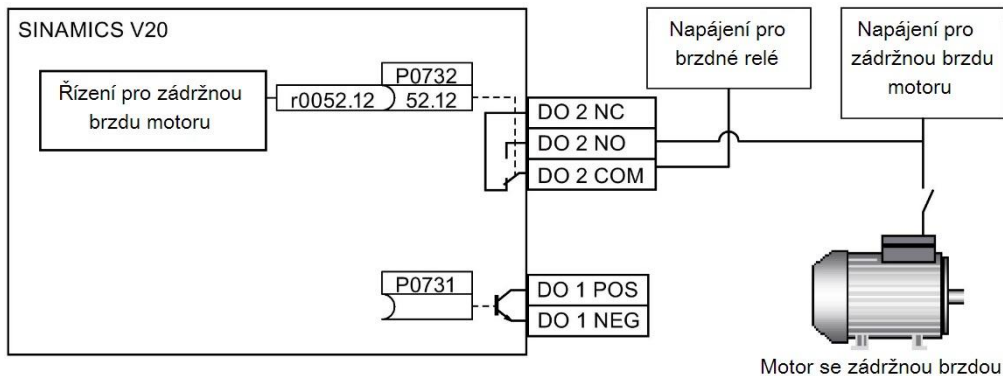 SINAMICS V20
Řízení pro zádržnou
brzdu motoru
r0052.12
P0732
52.12
DO 2 NC
DO 2 NO
DO 2 COM
Napájení pro
brzdné relé
Napájení pro
zádržnou brzdu
motoru
P0731
DO 1 POS
DO 1 NEG
Motor se zádržnou brzdou